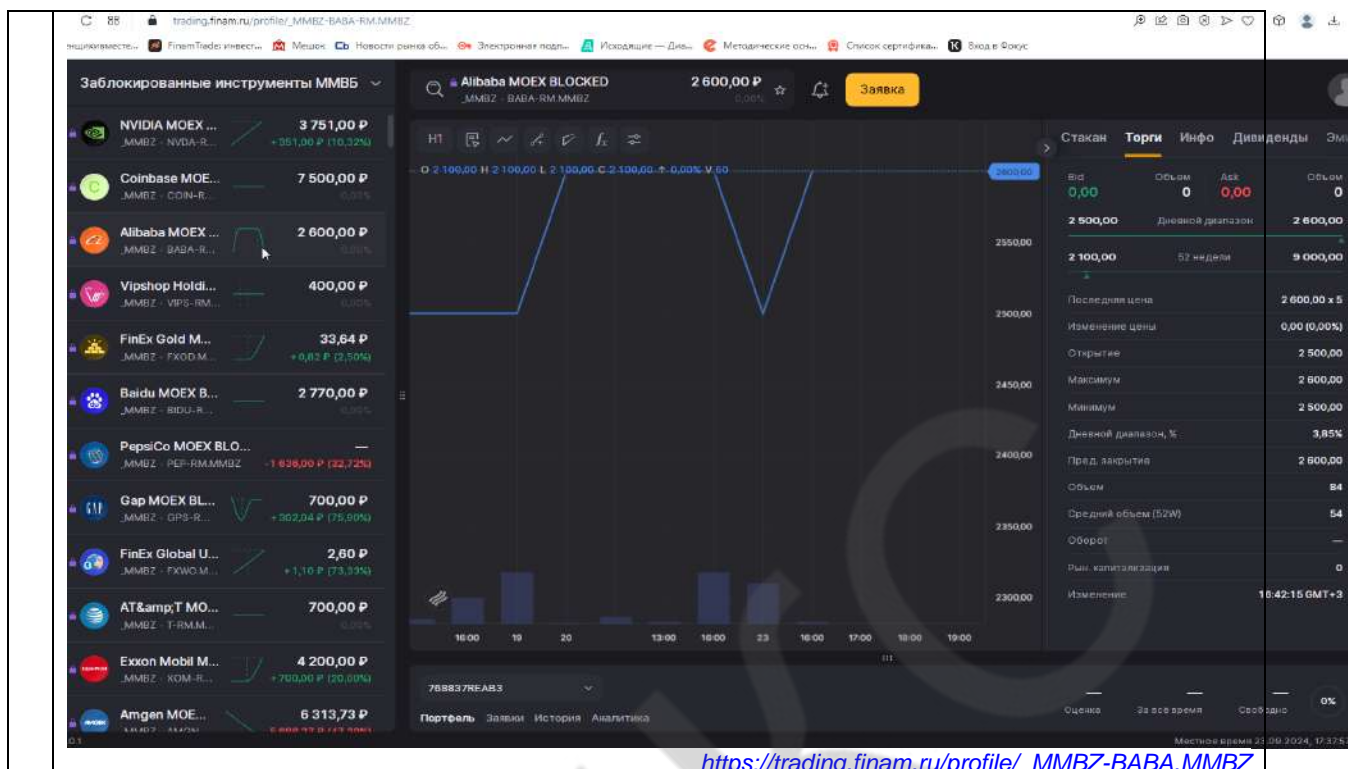 trading.finam.ru/profile/_MMBZ-BABA-RM.MMBZ
FinamTrade: инвест... Мешок Новости рынка об... Электронная подп... Исходящие — Див... Методические осн... Список сертифика... Вход в Фокус
Заблокированные инструменты ММВБ
Alibaba MOEX BLOCKED 2 600,00 ₽
_MMBZ · BABA-RM.MMBZ 0,00%
Заявка
NVIDIA MOEX ... 3 751,00 ₽
_MMBZ · NVDA-R... +351,00 ₽ (10,32%)
Coinbase MOE... 7 500,00 ₽
_MMBZ · COIN-R... 0,00%
Alibaba MOEX ... 2 600,00 ₽
_MMBZ · BABA-R... 0,00%
Vipshop Holdi... 400,00 ₽
_MMBZ · VIPS-RM... 0,00%
FinEx Gold M... 33,64 ₽
_MMBZ · FXGD.M... +0,82 ₽ (2,50%)
Baidu MOEX B... 2 770,00 ₽
_MMBZ · BIDU-R... 0,00%
PepsiCo MOEX BLO... —
_MMBZ · PEP-RM.MMBZ -1 636,00 ₽ (32,72%)
Gap MOEX BL... 700,00 ₽
_MMBZ · GPS-R... +302,04 ₽ (75,90%)
FinEx Global U... 2,60 ₽
_MMBZ · FXWO.M... +1,10 ₽ (73,33%)
AT&amp;T MO... 700,00 ₽
_MMBZ · T-RM.M... 0,00%
Exxon Mobil M... 4 200,00 ₽
_MMBZ · XOM-R... +700,00 ₽ (20,00%)
Amgen MOE... 6 313,73 ₽
H1
O 2 100,00 H 2 100,00 L 2 100,00 C 2 100,00 ↑ 0,00% V 60
2600,00
2550,00
2500,00
2450,00
2400,00
2350,00
2300,00
16:00 19 20 13:00 16:00 23 16:00 17:00 18:00 19:00
768837REAB3
Портфель Заявки История Аналитика
Стакан Торги Инфо Дивиденды Эми
Bid Объем Ask Объем
0,00 0 0,00 0
2 500,00 Дневной диапазон 2 600,00
2 100,00 52 недели 9 000,00
Последняя цена 2 600,00 x 5
Изменение цены 0,00 (0,00%)
Открытие 2 500,00
Максимум 2 600,00
Минимум 2 500,00
Дневной диапазон, % 3,85%
Пред. закрытие 2 600,00
Объем 84
Средний объем (52W) 54
Оборот —
Рын. капитализация 0
Изменение 16:42:15 GMT+3
— — — 0%
Оценка За все время Свободно
Местное время 23.09.2024, 17:37:57
https://trading.finam.ru/profile/_MMBZ-BABA.MMBZ